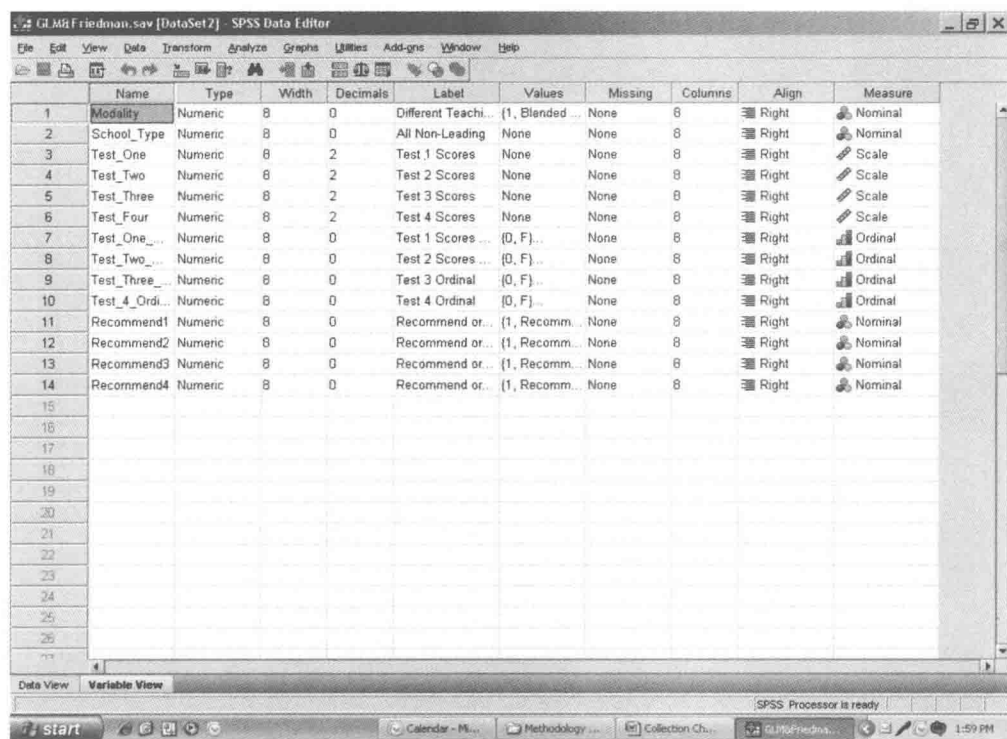 GLM&Friedman.sav [DataSet2] - SPSS Data Editor
File Edit View Data Transform Analyze Graphs Utilities Add-ons Window Help
Name Type Width Decimals Label Values Missing Columns Align Measure
1 Modality Numeric 8 0 Different Teachi... {1, Blended ... None 8 Right Nominal
2 School_Type Numeric 8 0 All Non-Leading None None 8 Right Nominal
3 Test_One Numeric 8 2 Test 1 Scores None None 8 Right Scale
4 Test_Two Numeric 8 2 Test 2 Scores None None 8 Right Scale
5 Test_Three Numeric 8 2 Test 3 Scores None None 8 Right Scale
6 Test_Four Numeric 8 2 Test 4 Scores None None 8 Right Scale
7 Test_One_... Numeric 8 0 Test 1 Scores ... {0, F}... None 8 Right Ordinal
8 Test_Two_... Numeric 8 0 Test 2 Scores ... {0, F}... None 8 Right Ordinal
9 Test_Three_... Numeric 8 0 Test 3 Ordinal {0, F}... None 8 Right Ordinal
10 Test_4_Ordi... Numeric 8 0 Test 4 Ordinal {0, F}... None 8 Right Ordinal
11 Recommend1 Numeric 8 0 Recommend or... {1, Recomm... None 8 Right Nominal
12 Recommend2 Numeric 8 0 Recommend or... {1, Recomm... None 8 Right Nominal
13 Recommend3 Numeric 8 0 Recommend or... {1, Recomm... None 8 Right Nominal
14 Recommend4 Numeric 8 0 Recommend or... {1, Recomm... None 8 Right Nominal
15
16
17
18
19
20
21
22
23
24
25
26
Data View Variable View
SPSS Processor is ready
start Calendar - Mi... Methodology ... Collection Ch... GLM&Friedma... 1:59 PM